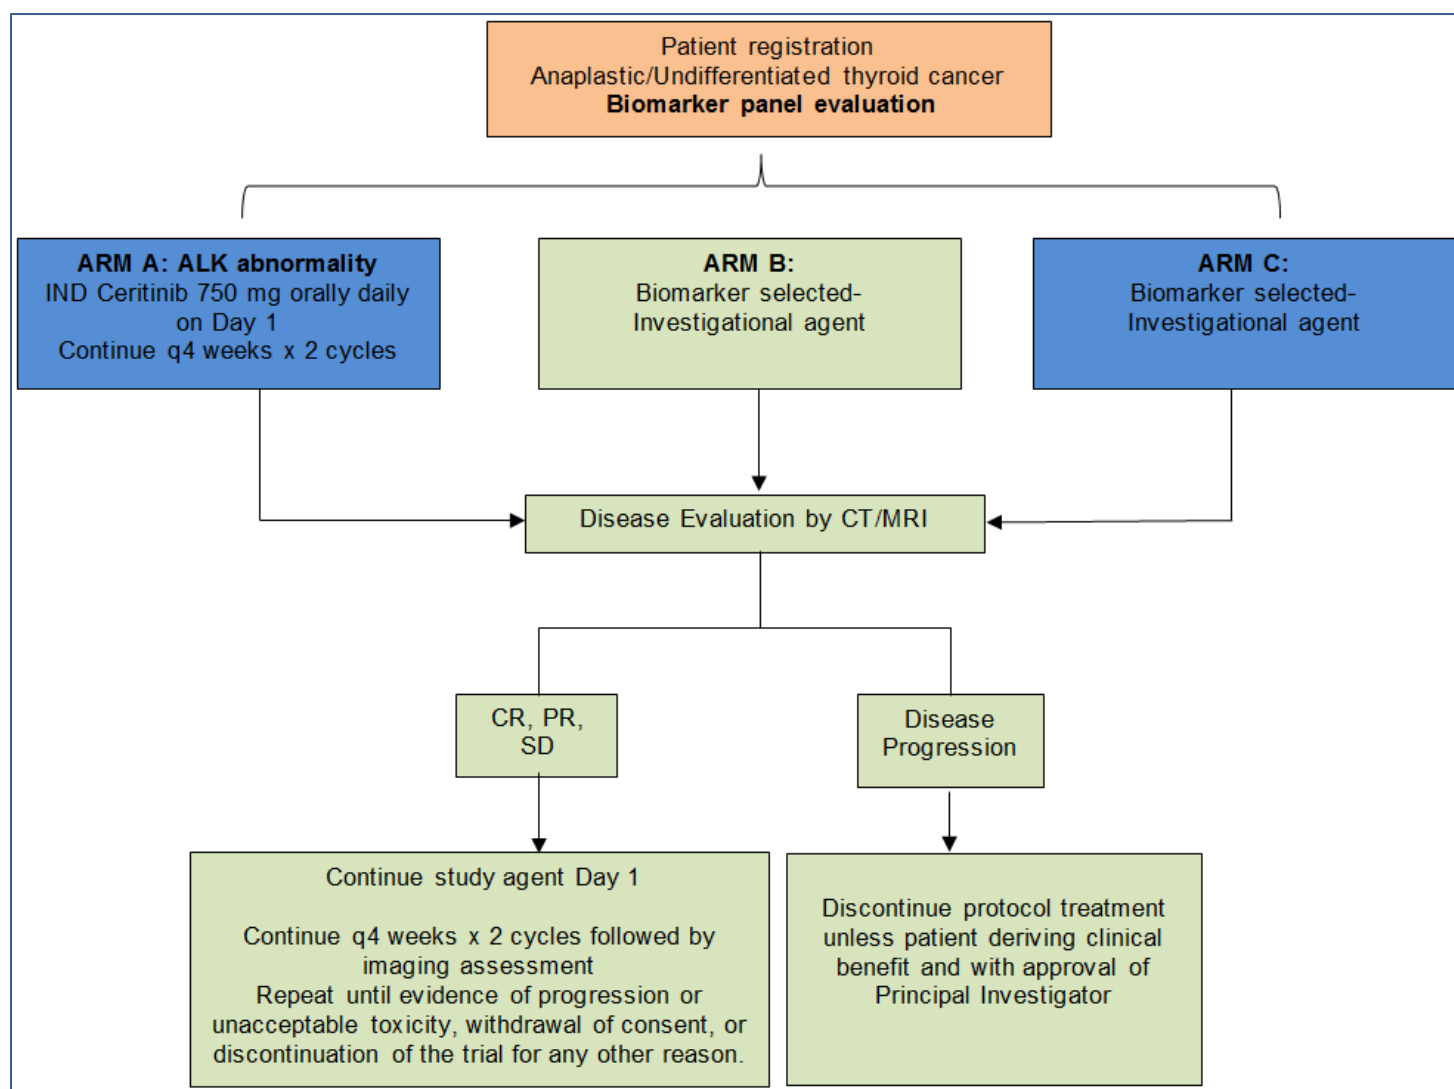 Patient registration
Anaplastic/Undifferentiated thyroid cancer
Biomarker panel evaluation
ARM A: ALK abnormality
IND Ceritinib 750 mg orally daily
on Day 1
Continue q4 weeks x 2 cycles
ARM B:
Biomarker selected-
Investigational agent
ARM C:
Biomarker selected-
Investigational agent
Disease Evaluation by CT/MRI
CR, PR,
SD
Disease
Progression
Continue study agent Day 1
Continue q4 weeks x 2 cycles followed by
imaging assessment
Repeat until evidence of progression or
unacceptable toxicity, withdrawal of consent, or
discontinuation of the trial for any other reason.
Discontinue protocol treatment
unless patient deriving clinical
benefit and with approval of
Principal Investigator